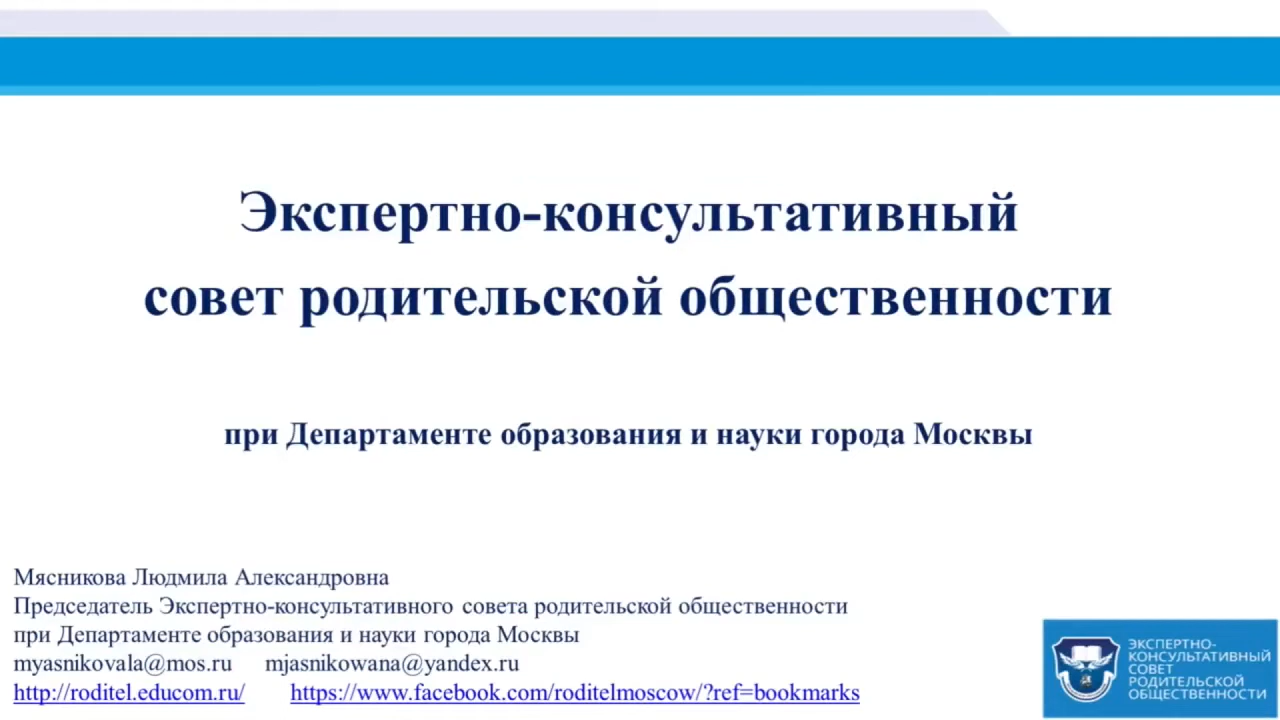 Экспертно-консультативный
совет родительской общественности
при Департаменте образования и науки города Москвы
Мясникова Людмила Александровна
Председатель Экспертно-консультативного совета родительской общественности
при Департаменте образования и науки города Москвы
myasnikovala@mos.ru mjasnikowana@yandex.ru
http://roditel.educom.ru/ https://www.facebook.com/roditelmoscow/?ref=bookmarks
ЭКСПЕРТНО-
КОНСУЛЬТАТИВНЫЙ
СОВЕТ
РОДИТЕЛЬСКОЙ
ОБЩЕСТВЕННОСТИ